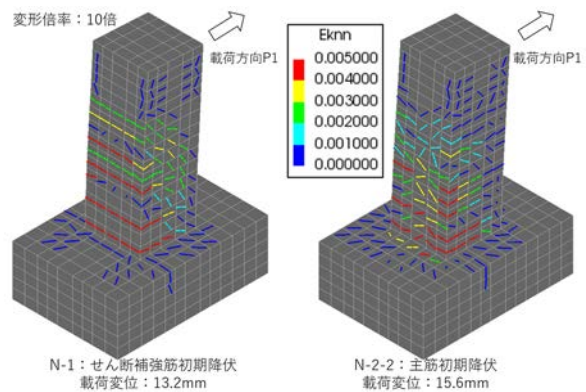 変形倍率：10倍
載荷方向P1
Eknn
0.005000
0.004000
0.003000
0.002000
0.001000
0.000000
載荷方向P1
N-1：せん断補強筋初期降伏
載荷変位：13.2mm
N-2-2：主筋初期降伏
載荷変位：15.6mm